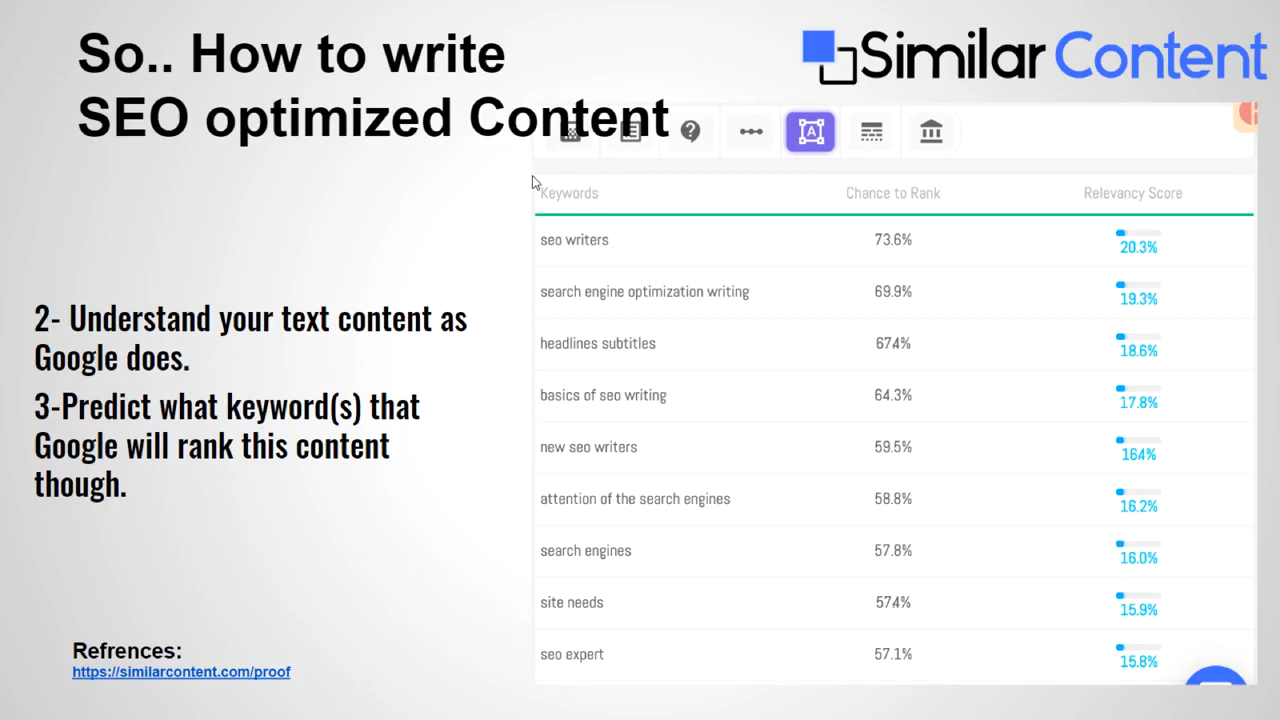 So.. How to write
SEO optimized Content
Similar Content
Keywords Chance to Rank Relevancy Score
seo writers 73.6% 20.3%
search engine optimization writing 69.9% 19.3%
headlines subtitles 67.4% 18.6%
basics of seo writing 64.3% 17.8%
new seo writers 59.5% 16.4%
attention of the search engines 58.8% 16.2%
search engines 57.8% 16.0%
site needs 57.4% 15.9%
seo expert 57.1% 15.8%
2- Understand your text content as
Google does.
3-Predict what keyword(s) that
Google will rank this content
though.
Refrences:
https://similarcontent.com/proof